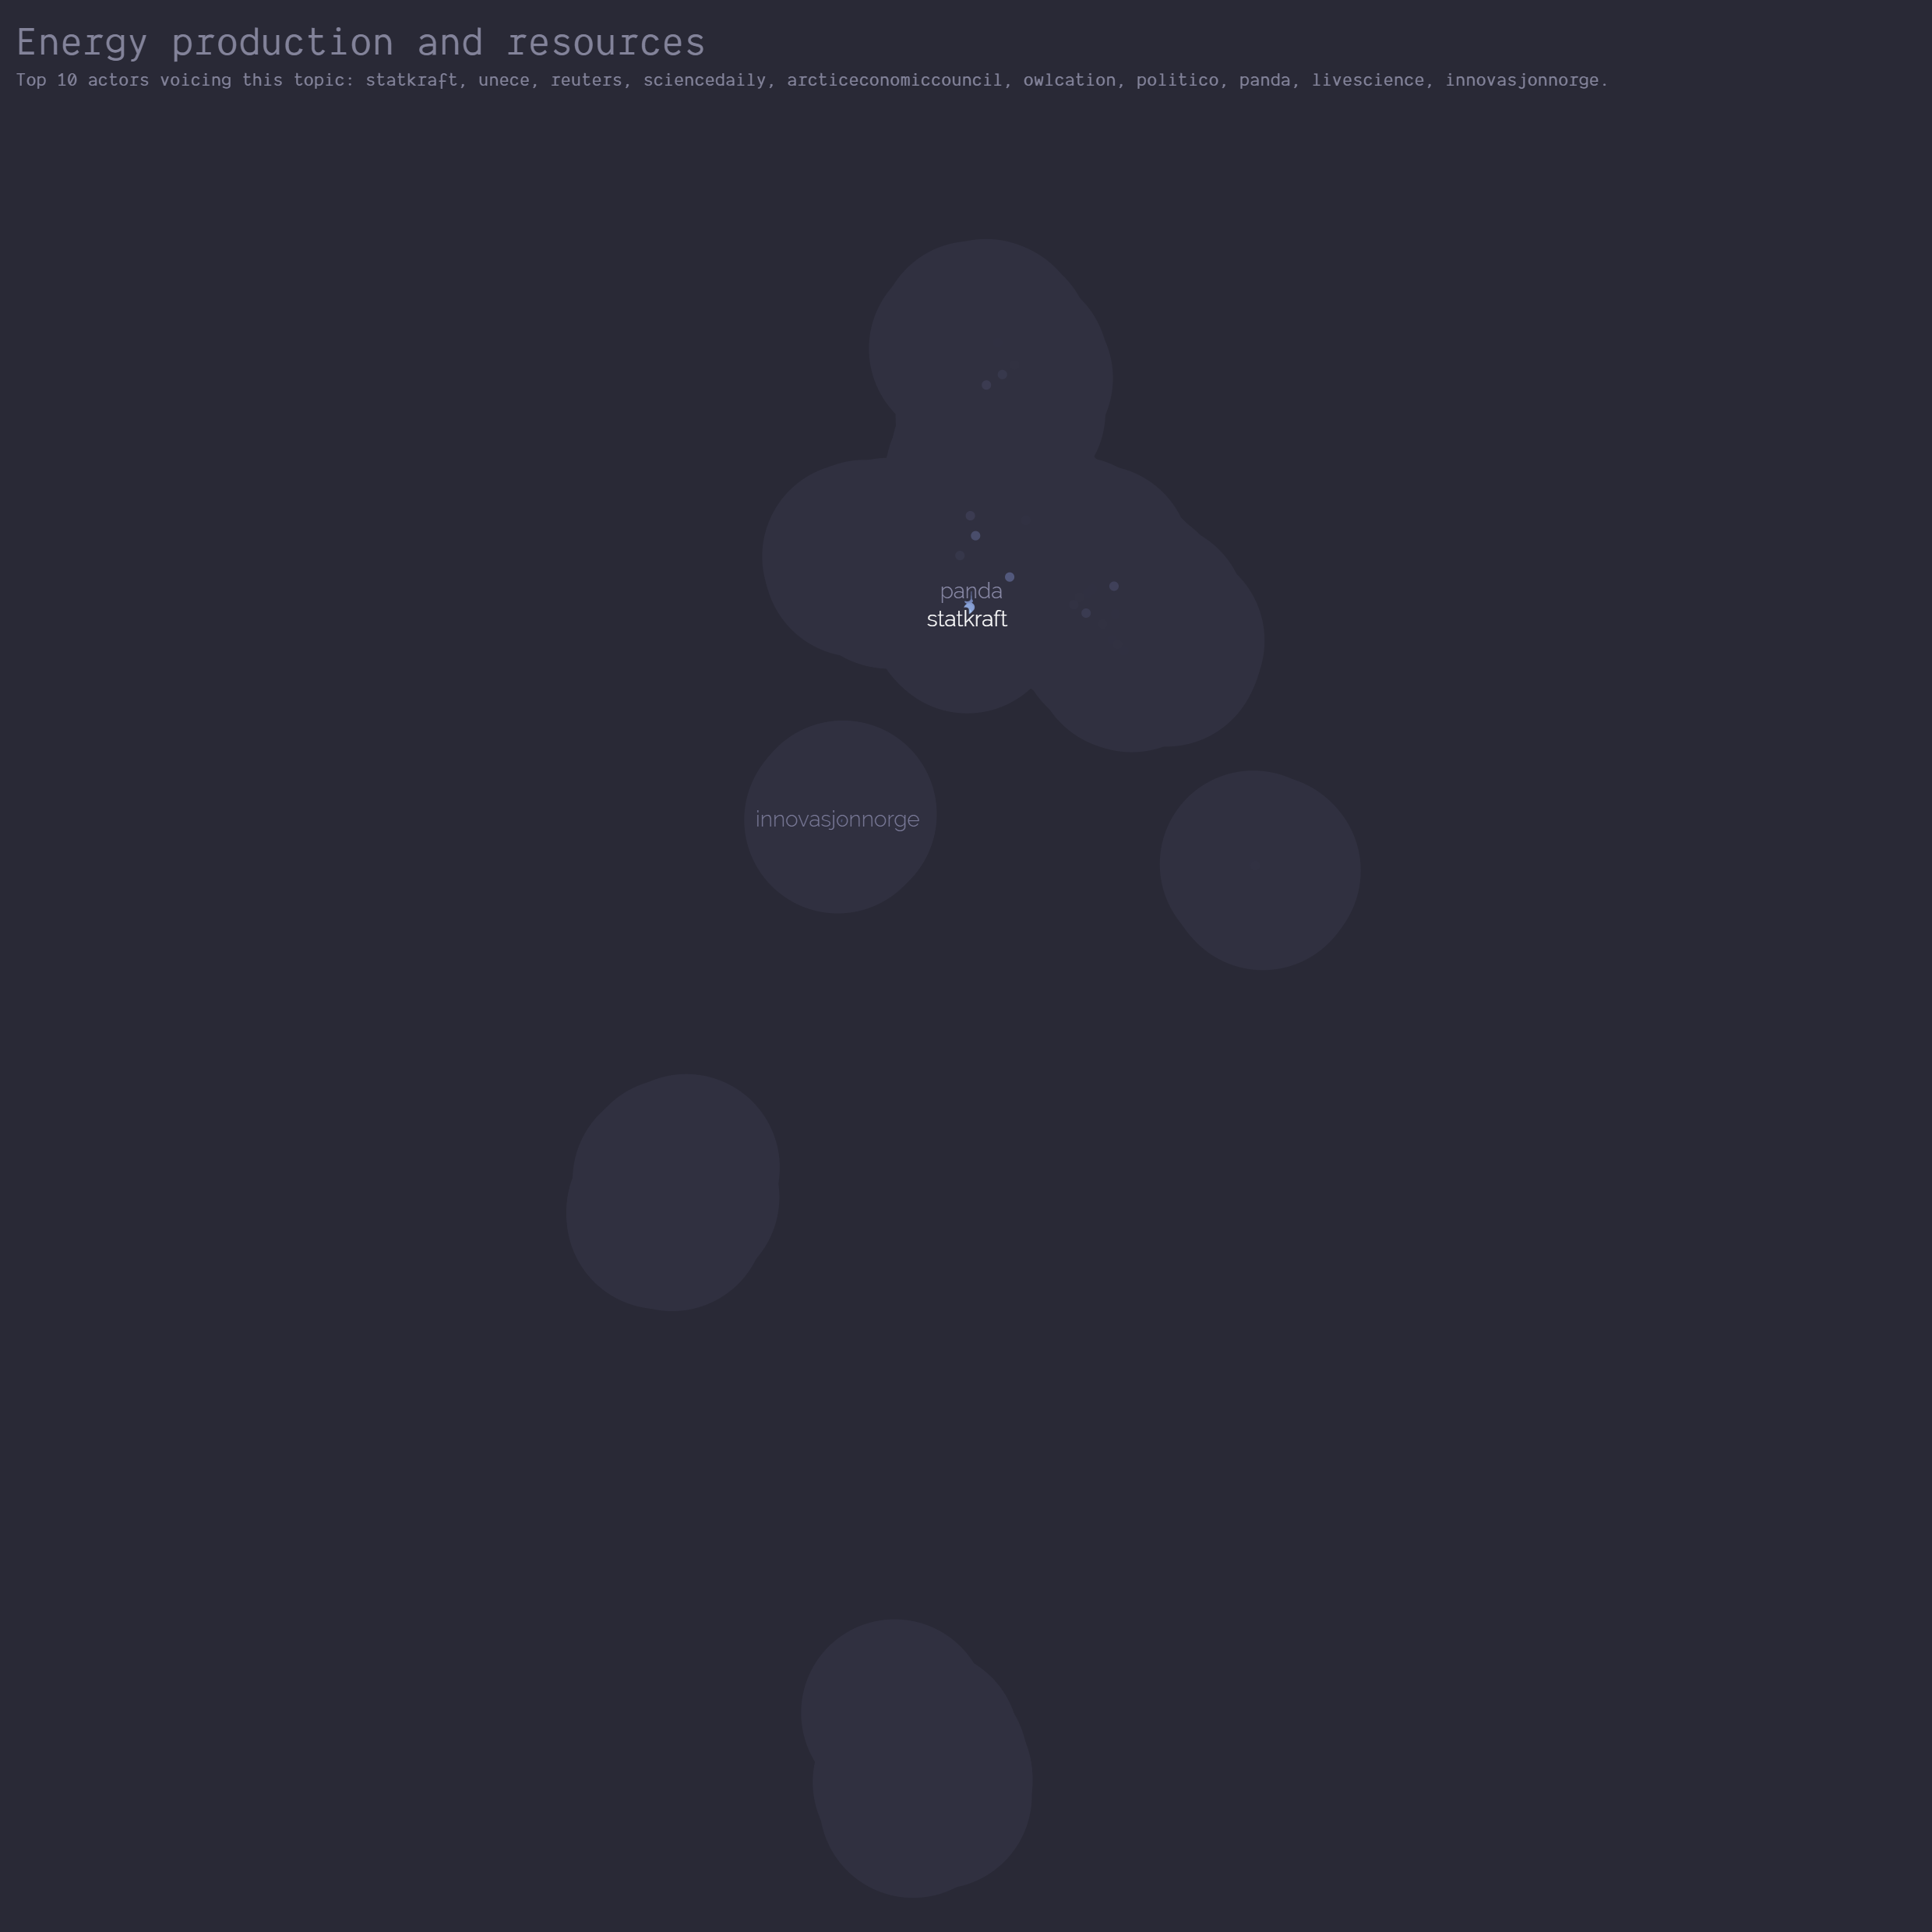 Energy production and resources
Top 10 actors voicing this topic: statkraft, unece, reuters, sciencedaily, arcticeconomiccouncil, owlcation, politico, panda, livescience, innovasjonnorge.
panda
statkraft
innovasjonnorge